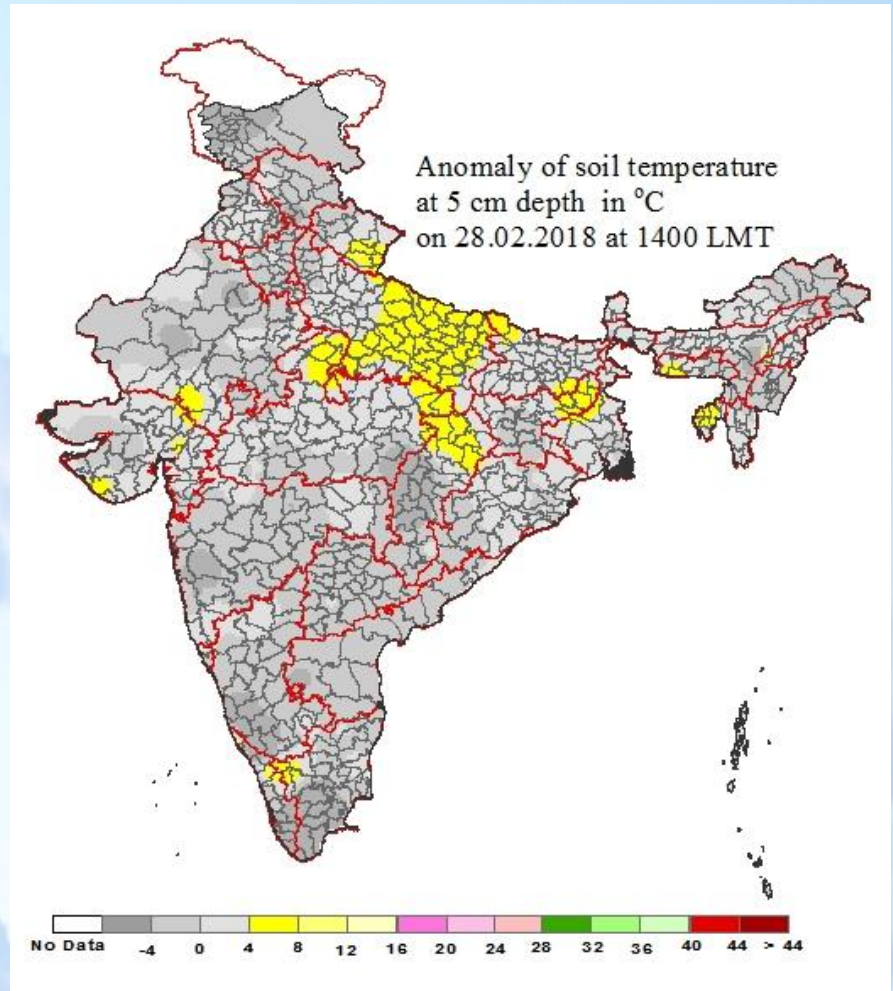 Anomaly of soil temperature
at 5 cm depth in °C
on 28.02.2018 at 1400 LMT
No Data -4 0 4 8 12 16 20 24 28 32 36 40 44 > 44